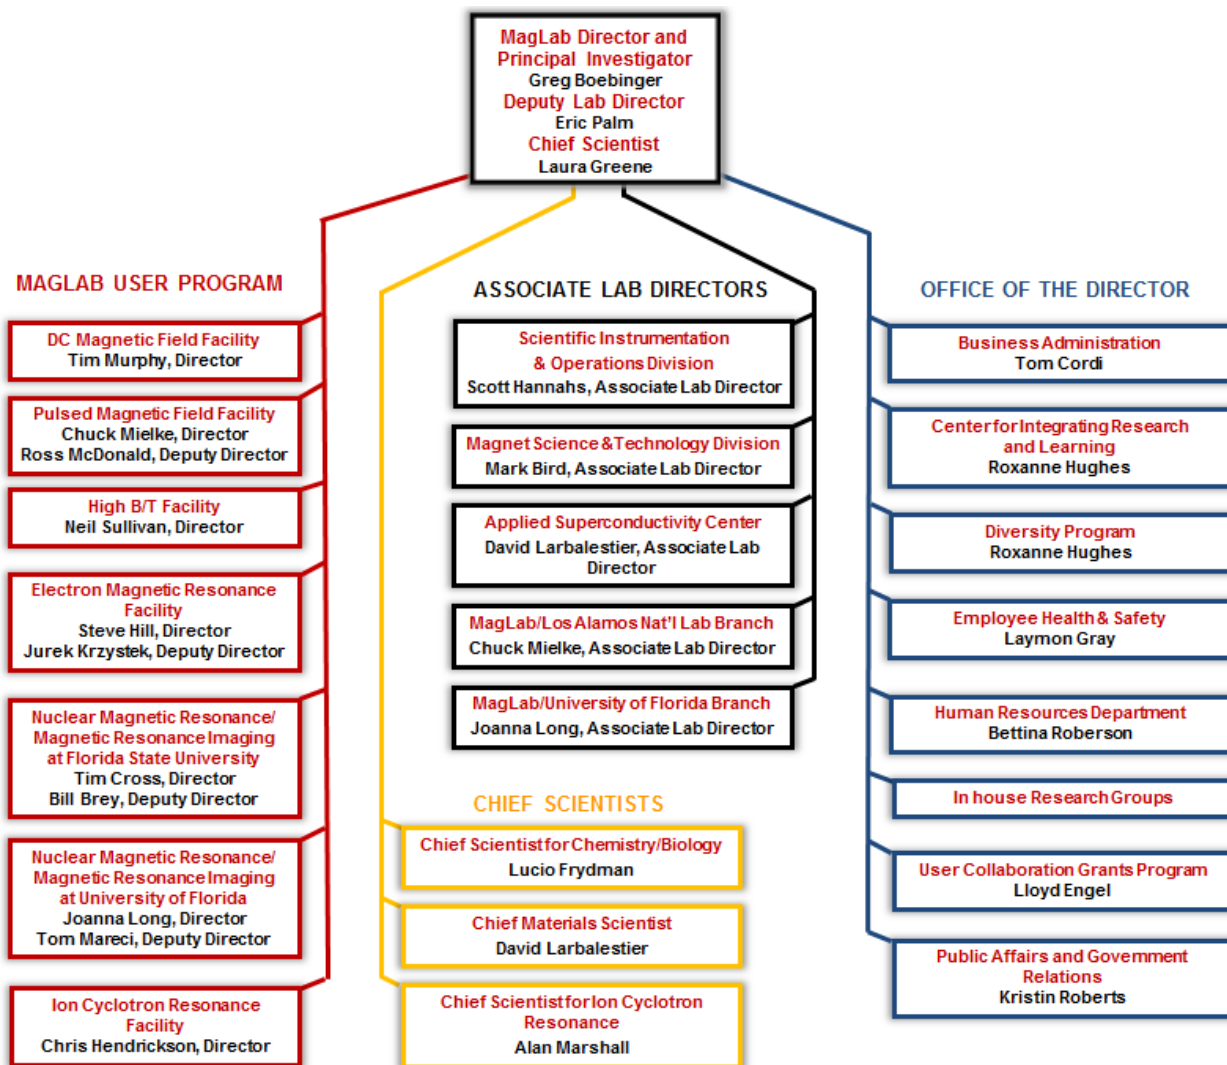 MagLab Director and
Principal Investigator
Greg Boebinger
Deputy Lab Director
Eric Palm
Chief Scientist
Laura Greene
MAGLAB USER PROGRAM
DC Magnetic Field Facility
Tim Murphy, Director
Pulsed Magnetic Field Facility
Chuck Mielke, Director
Ross McDonald, Deputy Director
High B/T Facility
Neil Sullivan, Director
Electron Magnetic Resonance
Facility
Steve Hill, Director
Jurek Krzystek, Deputy Director
Nuclear Magnetic Resonance/
Magnetic Resonance Imaging
at Florida State University
Tim Cross, Director
Bill Brey, Deputy Director
Nuclear Magnetic Resonance/
Magnetic Resonance Imaging
at University of Florida
Joanna Long, Director
Tom Mareci, Deputy Director
Ion Cyclotron Resonance
Facility
Chris Hendrickson, Director
ASSOCIATE LAB DIRECTORS
Scientific Instrumentation
& Operations Division
Scott Hannahs, Associate Lab Director
Magnet Science & Technology Division
Mark Bird, Associate Lab Director
Applied Superconductivity Center
David Larbalestier, Associate Lab
Director
MagLab/Los Alamos Nat'l Lab Branch
Chuck Mielke, Associate Lab Director
MagLab/University of Florida Branch
Joanna Long, Associate Lab Director
CHIEF SCIENTISTS
Chief Scientist for Chemistry/Biology
Lucio Frydman
Chief Materials Scientist
David Larbalestier
Chief Scientist for Ion Cyclotron
Resonance
Alan Marshall
OFFICE OF THE DIRECTOR
Business Administration
Tom Cordi
Center for Integrating Research
and Learning
Roxanne Hughes
Diversity Program
Roxanne Hughes
Employee Health & Safety
Laymon Gray
Human Resources Department
Bettina Roberson
In house Research Groups
User Collaboration Grants Program
Lloyd Engel
Public Affairs and Government
Relations
Kristin Roberts